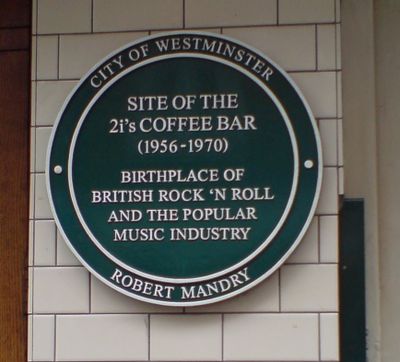 CITY OF WESTMINSTER
SITE OF THE
2i's COFFEE BAR
(1956-1970)
BIRTHPLACE OF
BRITISH ROCK 'N ROLL
AND THE POPULAR
MUSIC INDUSTRY
ROBERT MANDRY